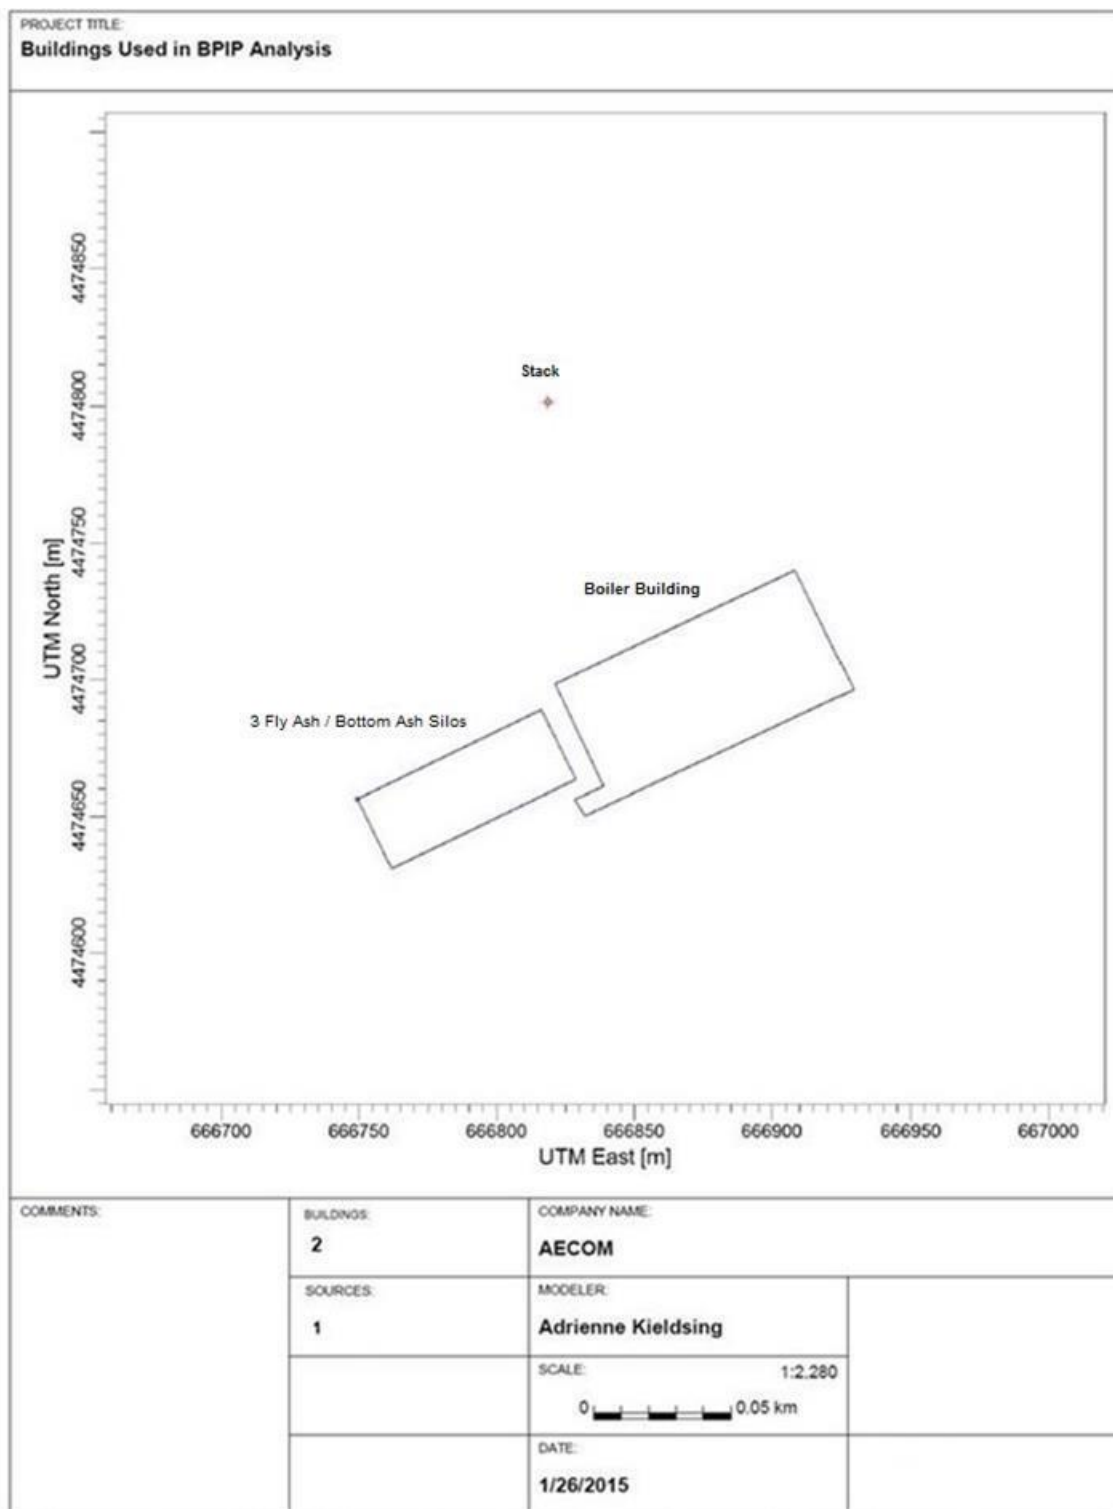 PROJECT TITLE:
Buildings Used in BPIP Analysis
4474850
4474800
4474750
4474700
4474650
4474600
UTM North [m]
Stack
Boiler Building
3 Fly Ash / Bottom Ash Silos
666700 666750 666800 666850 666900 666950 667000
UTM East [m]
COMMENTS:
BUILDINGS:
2
COMPANY NAME:
AECOM
SOURCES:
1
MODELER:
Adrienne Kieldsing
SCALE: 1:2.280
0 0.05 km
DATE:
1/26/2015